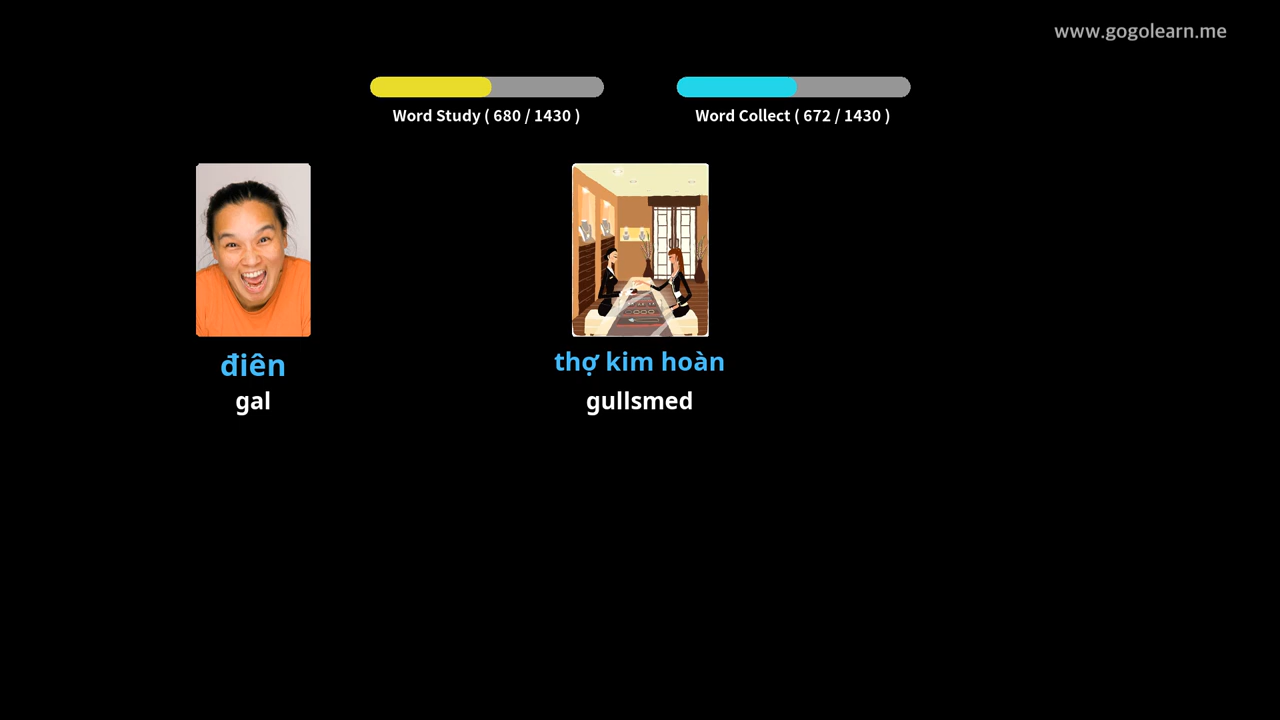 www.gogolearn.me
Word Study ( 680 / 1430 )
Word Collect ( 672 / 1430 )
điên
gal
thợ kim hoàn
gullsmed